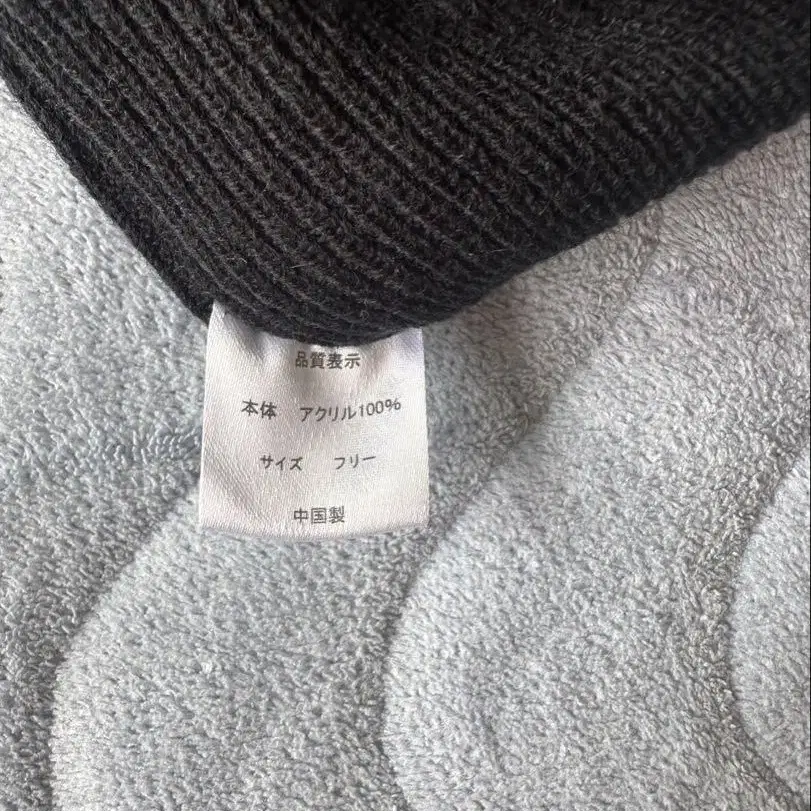 品質表示
本体 アクリル100%
サイズ フリー
中国製